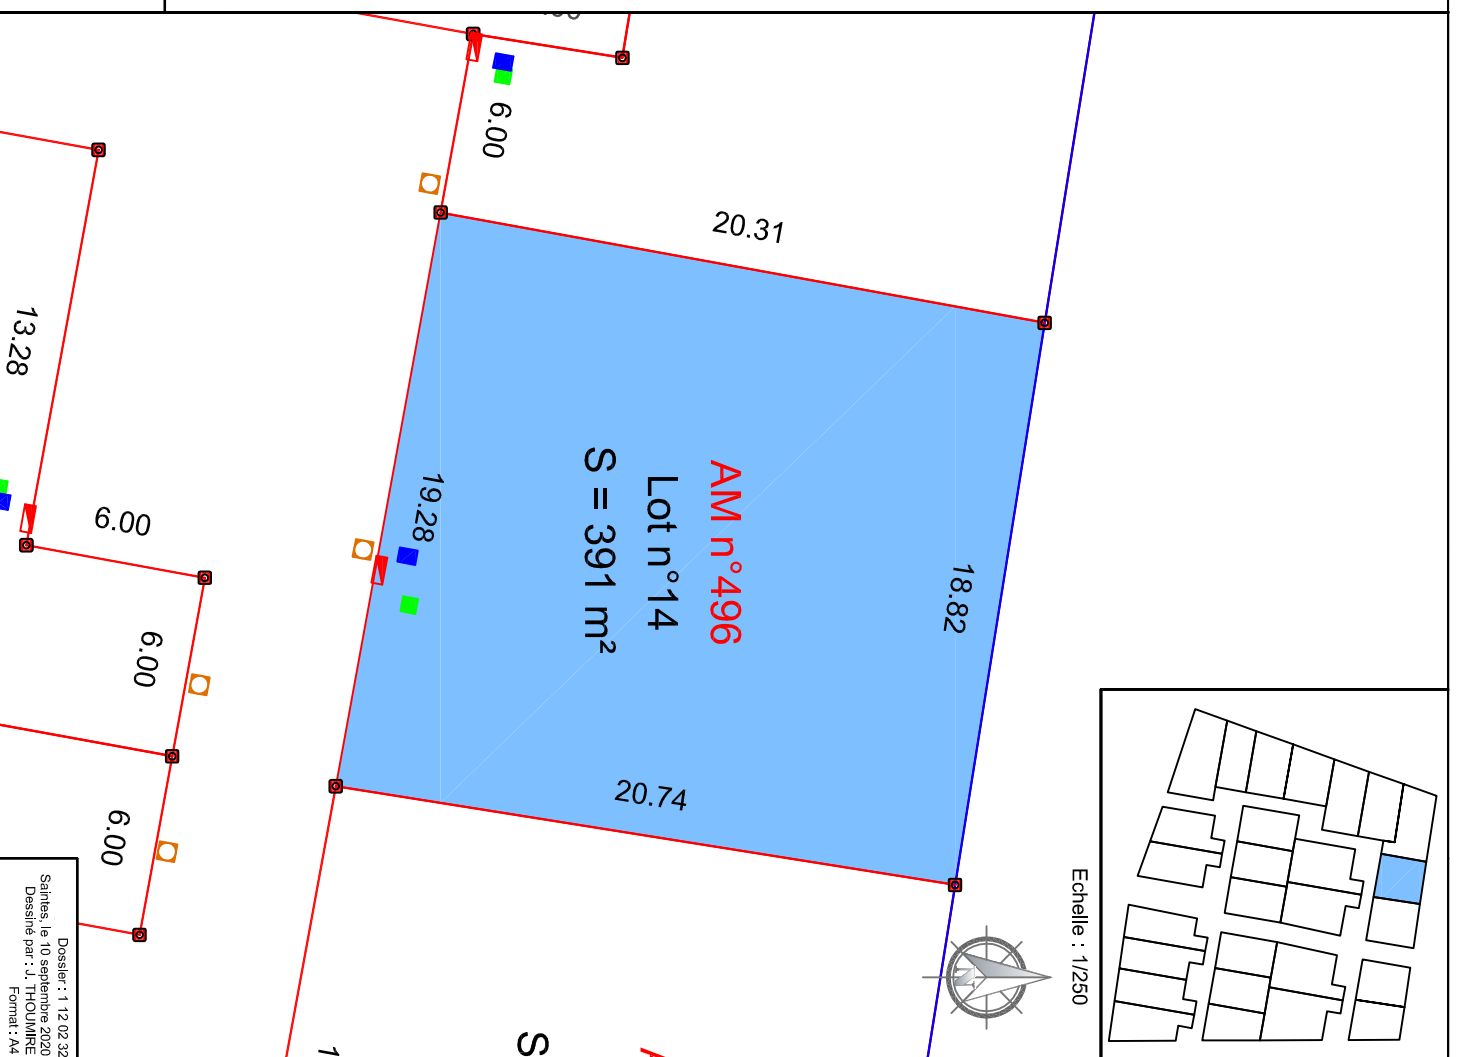 6.00
20.31
13.28
19.28
AM n°496
Lot n°14
S = 391 m²
18.82
6.00
6.00
20.74
6.00
Echelle : 1/250
Dossier : 1 12 02 32
Saintes, le 10 septembre 2020
Dessiné par : J. THOUMIRE
Format : A4
N
S
1